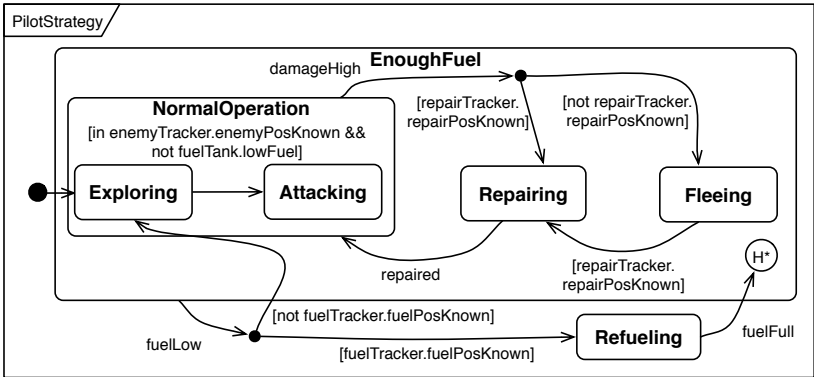 PilotStrategy
EnoughFuel
damageHigh
NormalOperation
[in enemyTracker.enemyPosKnown &&
not fuelTank.lowFuel]
[repairTracker.
repairPosKnown]
[not repairTracker.
repairPosKnown]
Exploring
Attacking
Repairing
Fleeing
repaired
[repairTracker.
repairPosKnown]
H*
[not fuelTracker.fuelPosKnown]
fuelLow
[fuelTracker.fuelPosKnown]
Refueling
fuelFull